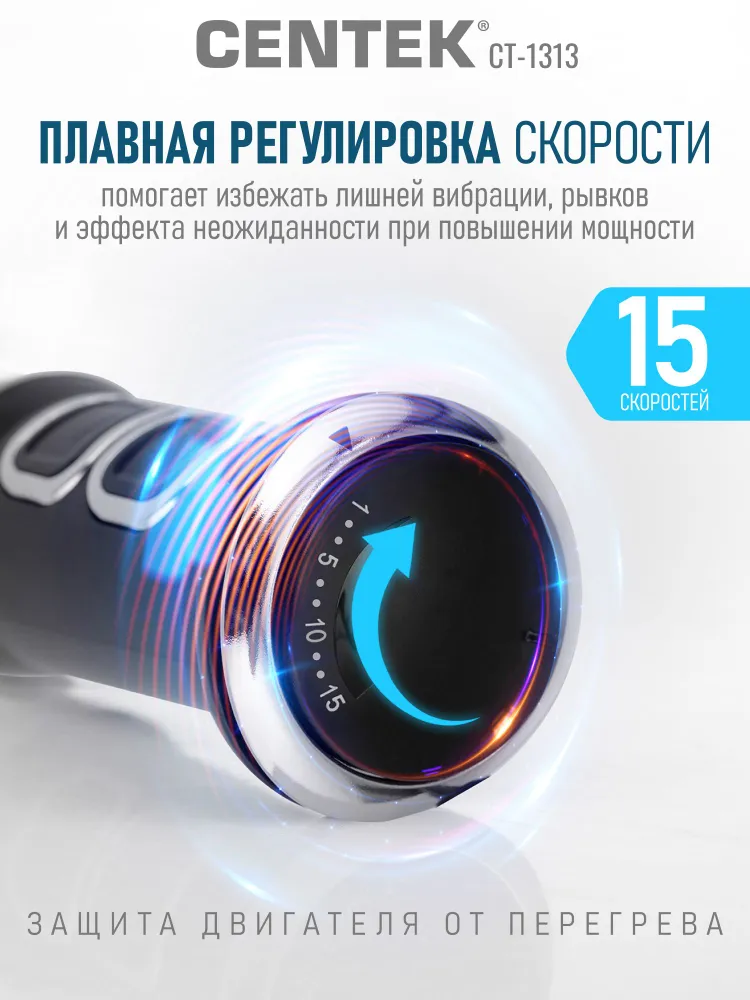 CENTEK® CT-1313
ПЛАВНАЯ РЕГУЛИРОВКА СКОРОСТИ
помогает избежать лишней вибрации, рывков
и эффекта неожиданности при повышении мощности
15
СКОРОСТЕЙ
1
5
10
15
ЗАЩИТА ДВИГАТЕЛЯ ОТ ПЕРЕГРЕВА